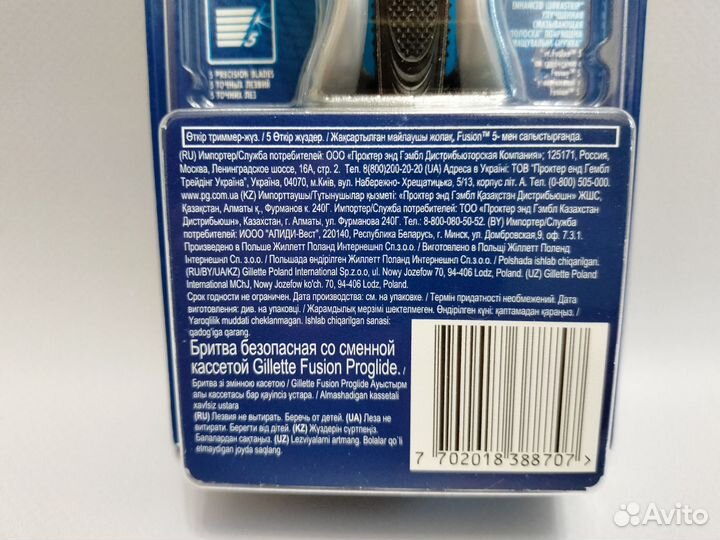 5
5 PRECISION BLADES
5 ТОЧНЫХ ЛЕЗВИЙ
5 ТОЧНИХ ЛЕЗ
УЛУЧШЕННАЯ
Өткір триммер-жүз. / 5 Өткір жүздер. / Жақсартылған майлаушы жолақ, Fusion™ 5- мен салыстырғанда.
(RU) Импортер/Служба потребителей: ООО «Проктер энд Гэмбл Дистрибьюторская Компания»; 125171, Россия,
Москва, Ленинградское шоссе, 16А, стр. 2. Тел. 8(800)200-20-20 (UA) Адреса в Україні: ТОВ "Проктер енд Гембл
Трейдінг Україна", Україна, 04070, м.Київ, вул. Набережно- Хрещатицька, 5/13, корпус літ. А. Тел.(0-800) 505-000.
www.pg.com.ua (KZ) Импорттаушы/Тұтынушылар қызметі: «Проктер энд Гэмбл Қазақстан Дистрибьюшн» ЖШС,
Қазақстан, Алматы қ., Фурманов к. 240Г. Импортер/Служба потребителей: ТОО «Проктер энд Гэмбл Казахстан
Дистрибьюшн», Казахстан, г. Алматы, ул. Фурманова 240Г. Тел.: 8-800-080-50-52. (BY) Импортер/Служба
потребителей: ИООО "АЛИДИ-Вест", 220140, Республика Беларусь, г. Минск, ул. Домбровская,9, оф. 7.3.1.
Произведено в Польше Жиллетт Поланд Интернешнл Сп.з.о.о. / Виготовлено в Польщі Жиллетт Поленд
Інтернешнл Сп.з.о.о. / Польшада өндірілген Жиллетт Поланд Интернешнл Сп.з.о.о. / Polshada ishlab chiqarilgan.
(RU/BY/UA/KZ) Gillette Poland International Sp.z.o.o, ul. Nowy Jozefow 70, 94-406 Lodz, Poland. (UZ) Gillette Poland
International MChJ, Nowy Jozefow ko'ch. 70, 94-406 Lodz, Poland.
Срок годности не ограничен. Дата производства: см. на упаковке. / Термін придатності необмежений. Дата
виготовлення: див. на упаковці. / Жарамдылық мерзімі шектелмеген. Өндірілген күні: қаптамадан қараңыз. /
Yaroqlilik muddati cheklanmagan. Ishlab chiqarilgan sanasi:
qadog'iga qarang.
Бритва безопасная со сменной
кассетой Gillette Fusion Proglide. /
Бритва зі змінною касетою / Gillette Fusion Proglide Ауыстырм
алы кассетасы бар қауіпсіз ұстара. / Almashadigan kassetali
xavfsiz ustara
(RU) Лезвия не вытирать. Беречь от детей. (UA) Леза не
витирати. Берегти від дітей. (KZ) Жүздерін сүртпеңіз.
Балалардан сақтаңыз. (UZ) Lezviyalarni artmang. Bolalar qo'li
etmaydigan joyda saqlang.
7 702018 388707 >
Avito